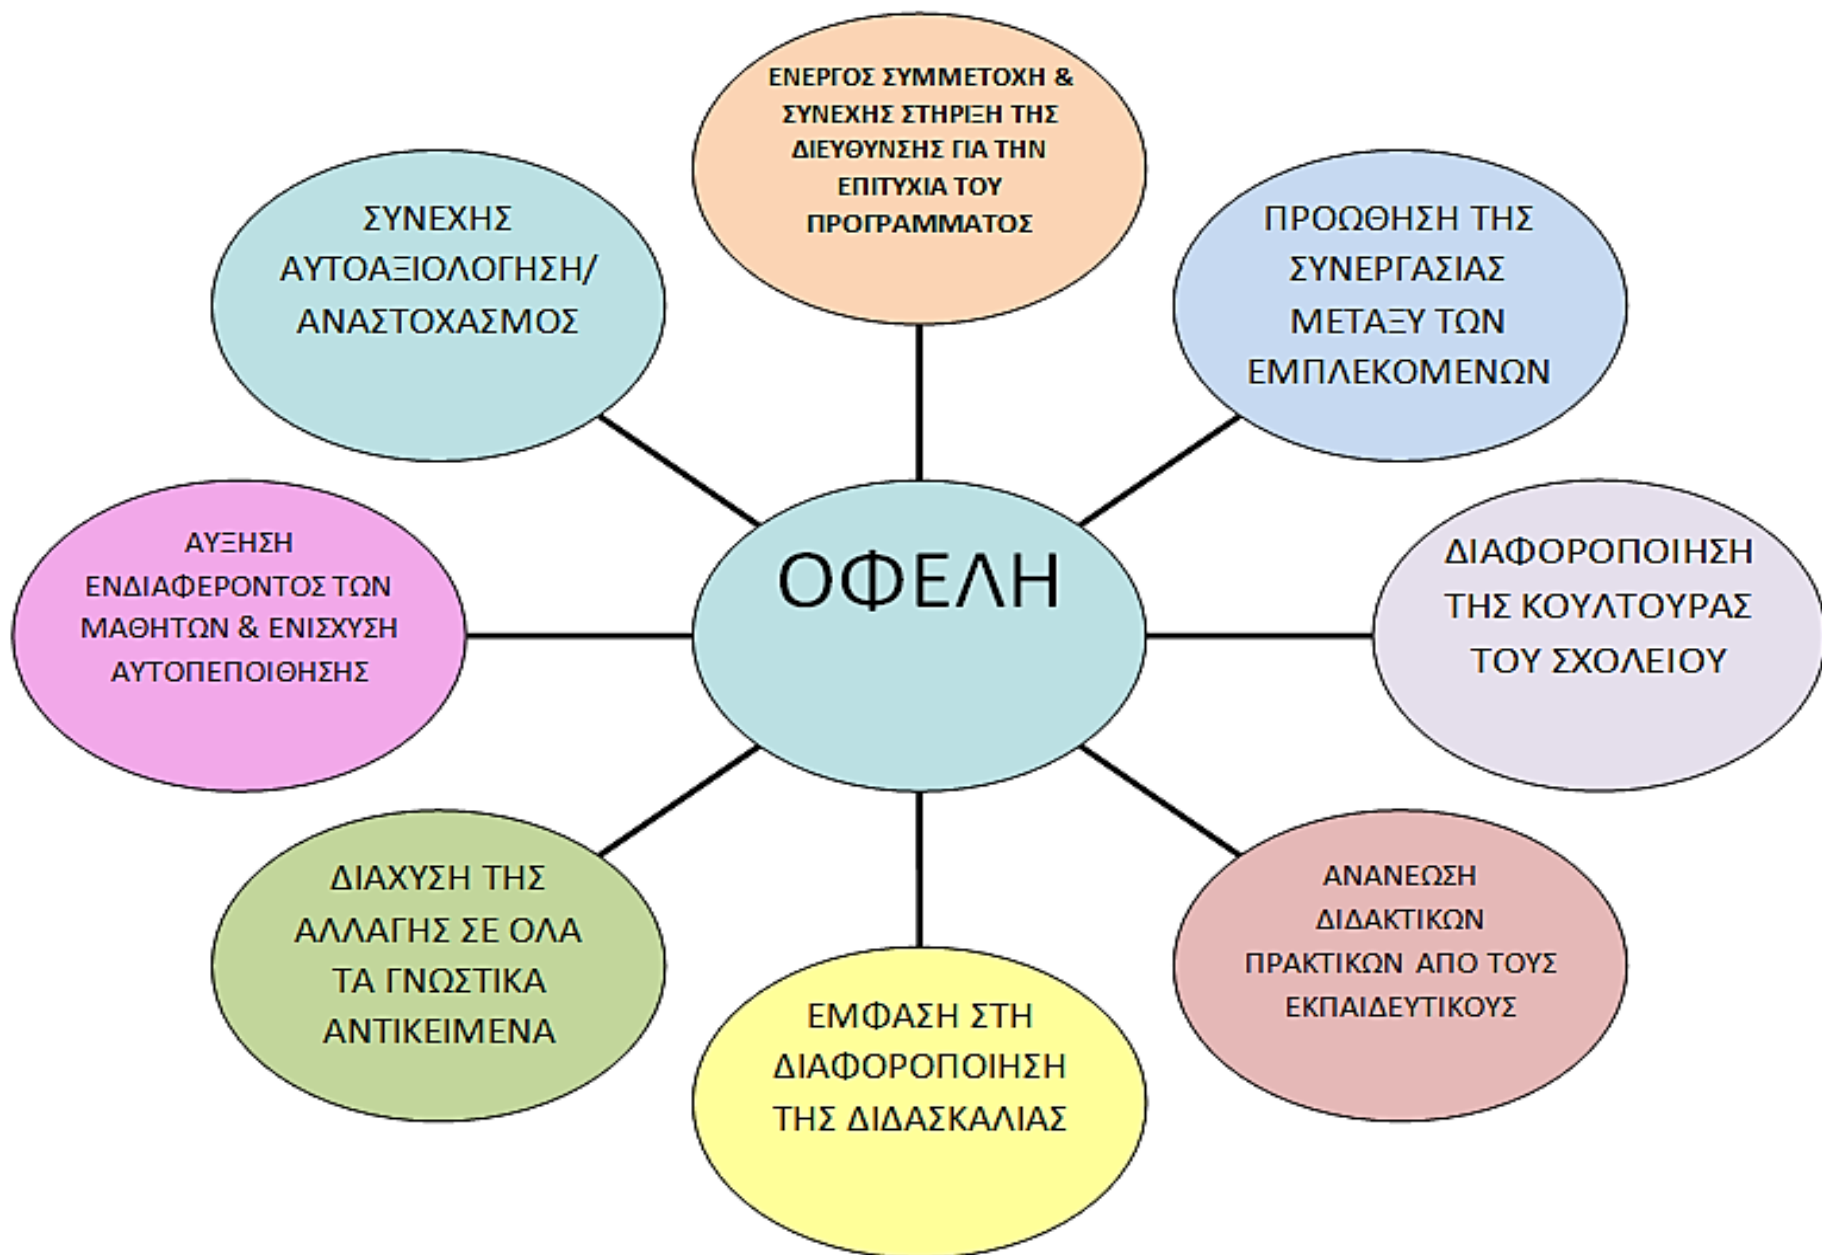 ΕΝΕΡΓΟΣ ΣΥΜΜΕΤΟΧΗ &
ΣΥΝΕΧΗΣ ΣΤΗΡΙΞΗ ΤΗΣ
ΔΙΕΥΘΥΝΣΗΣ ΓΙΑ ΤΗΝ
ΕΠΙΤΥΧΙΑ ΤΟΥ
ΠΡΟΓΡΑΜΜΑΤΟΣ
ΣΥΝΕΧΗΣ
ΑΥΤΟΑΞΙΟΛΟΓΗΣΗ/
ΑΝΑΣΤΟΧΑΣΜΟΣ
ΠΡΟΩΘΗΣΗ ΤΗΣ
ΣΥΝΕΡΓΑΣΙΑΣ
ΜΕΤΑΞΥ ΤΩΝ
ΕΜΠΛΕΚΟΜΕΝΩΝ
ΑΥΞΗΣΗ
ΕΝΔΙΑΦΕΡΟΝΤΟΣ ΤΩΝ
ΜΑΘΗΤΩΝ & ΕΝΙΣΧΥΣΗ
ΑΥΤΟΠΕΠΟΙΘΗΣΗΣ
ΟΦΕΛΗ
ΔΙΑΦΟΡΟΠΟΙΗΣΗ
ΤΗΣ ΚΟΥΛΤΟΥΡΑΣ
ΤΟΥ ΣΧΟΛΕΙΟΥ
ΔΙΑΧΥΣΗ ΤΗΣ
ΑΛΛΑΓΗΣ ΣΕ ΟΛΑ
ΤΑ ΓΝΩΣΤΙΚΑ
ΑΝΤΙΚΕΙΜΕΝΑ
ΕΜΦΑΣΗ ΣΤΗ
ΔΙΑΦΟΡΟΠΟΙΗΣΗ
ΤΗΣ ΔΙΔΑΣΚΑΛΙΑΣ
ΑΝΑΝΕΩΣΗ
ΔΙΔΑΚΤΙΚΩΝ
ΠΡΑΚΤΙΚΩΝ ΑΠΟ ΤΟΥΣ
ΕΚΠΑΙΔΕΥΤΙΚΟΥΣ